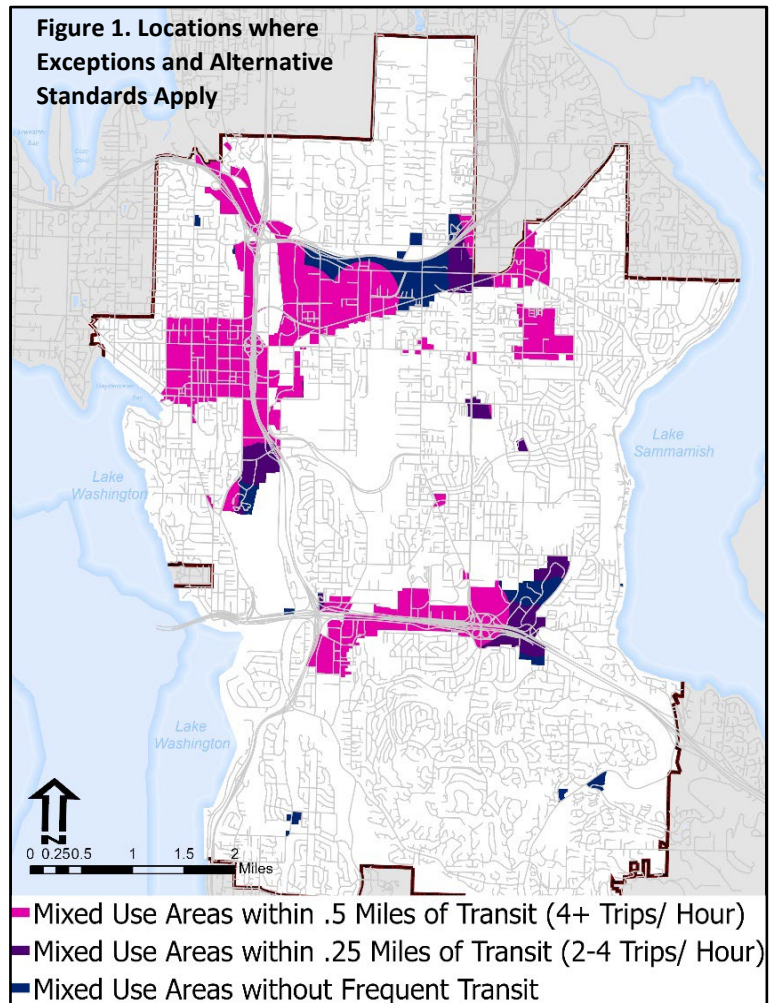 Figure 1. Locations where
Exceptions and Alternative
Standards Apply
Lake
Washington
Lake
Sammamish
Lake
Washington
N
0 0.25 0.5 1 1.5 2
Miles
Mixed Use Areas within .5 Miles of Transit (4+ Trips/ Hour)
Mixed Use Areas within .25 Miles of Transit (2-4 Trips/ Hour)
Mixed Use Areas without Frequent Transit